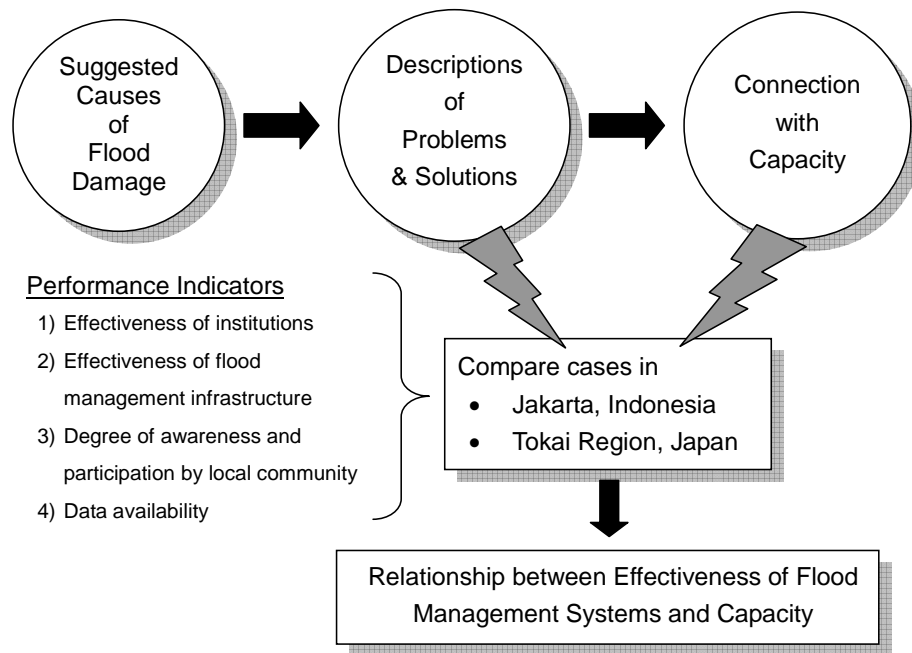 Suggested
Causes
of
Flood
Damage
Descriptions
of
Problems
& Solutions
Connection
with
Capacity
Performance Indicators
1) Effectiveness of institutions
2) Effectiveness of flood
management infrastructure
3) Degree of awareness and
participation by local community
4) Data availability
Compare cases in
• Jakarta, Indonesia
• Tokai Region, Japan
Relationship between Effectiveness of Flood
Management Systems and Capacity